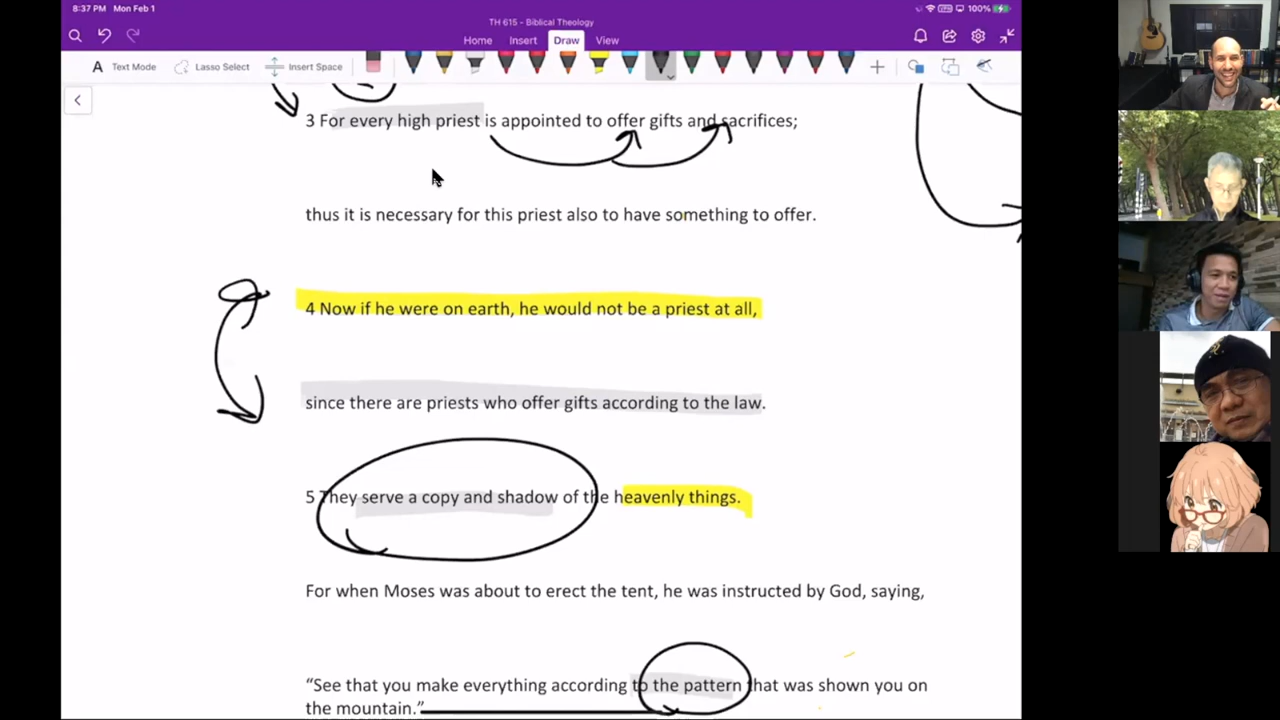 8:37 PM Mon Feb 1
100%
TH 615 - Biblical Theology
Home Insert Draw View
Text Mode Lasso Select Insert Space
3 For every high priest is appointed to offer gifts and sacrifices;
thus it is necessary for this priest also to have something to offer.
4 Now if he were on earth, he would not be a priest at all,
since there are priests who offer gifts according to the law.
5 They serve a copy and shadow of the heavenly things.
For when Moses was about to erect the tent, he was instructed by God, saying,
“See that you make everything according to the pattern that was shown you on
the mountain.”